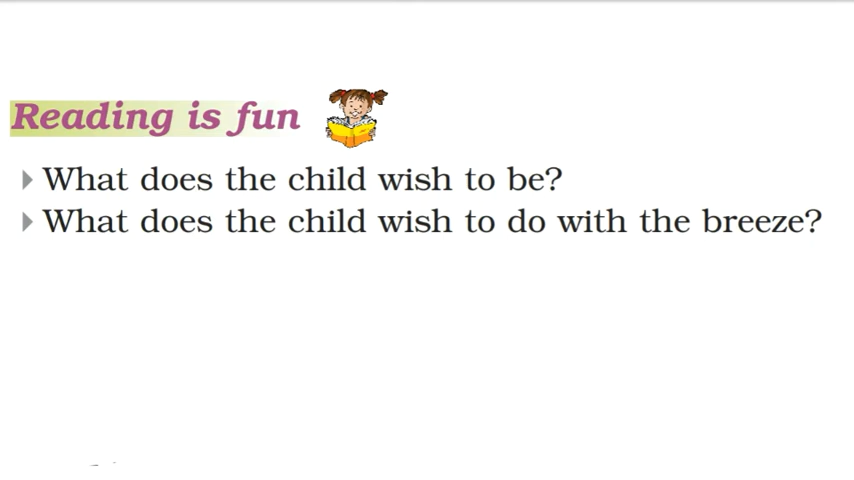 Reading is fun
What does the child wish to be?
What does the child wish to do with the breeze?